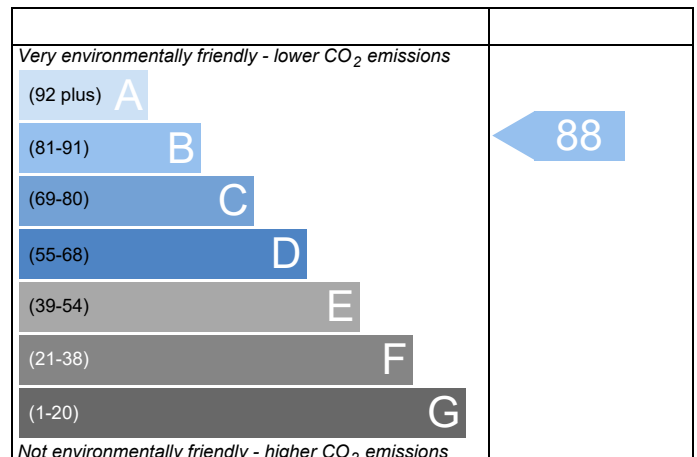 Very environmentally friendly - lower CO₂ emissions
(92 plus) A
(81-91) B
88
(69-80) C
(55-68) D
(39-54) E
(21-38) F
(1-20) G
Not environmentally friendly - higher CO₂ emissions